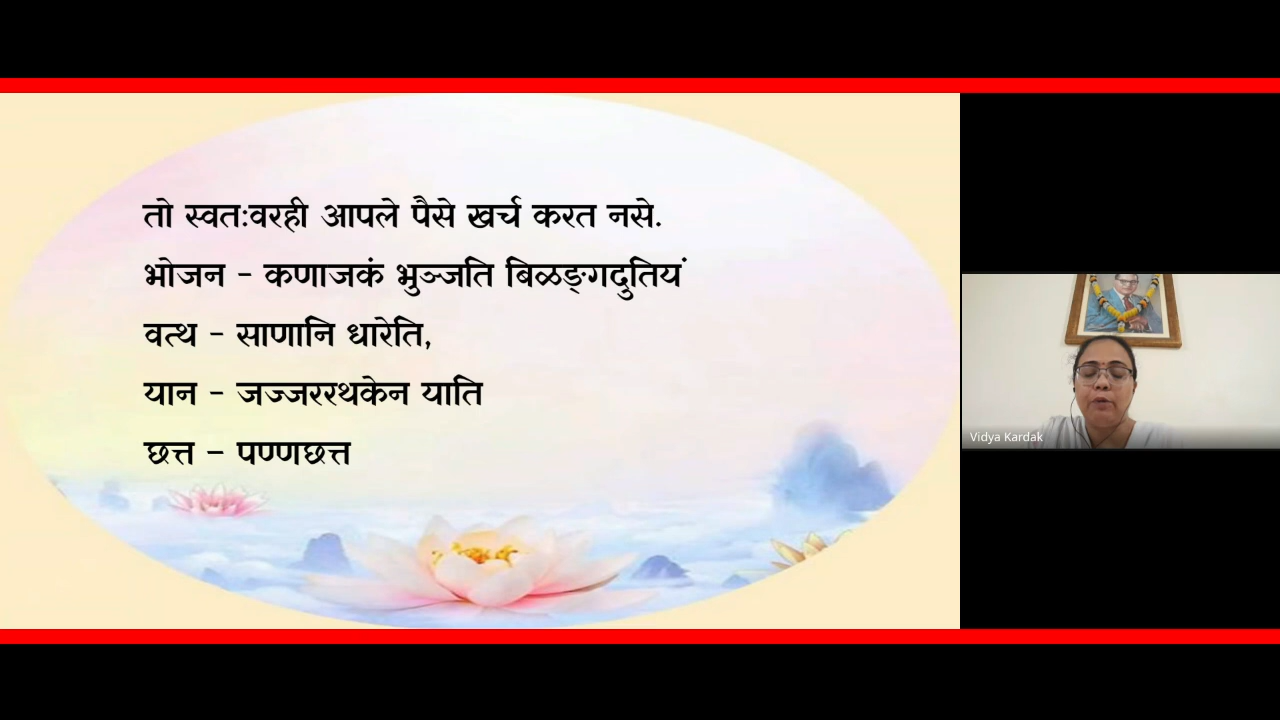 तो स्वतःवरही आपले पैसे खर्च करत नसे.
भोजन - कणाजकं भुञ्जति बिळङ्गदुतियं
वत्थ - साणानि धारेति,
यान - जज्जररथकेन याति
छत्त - पण्णछत्त
Vidya Kardak